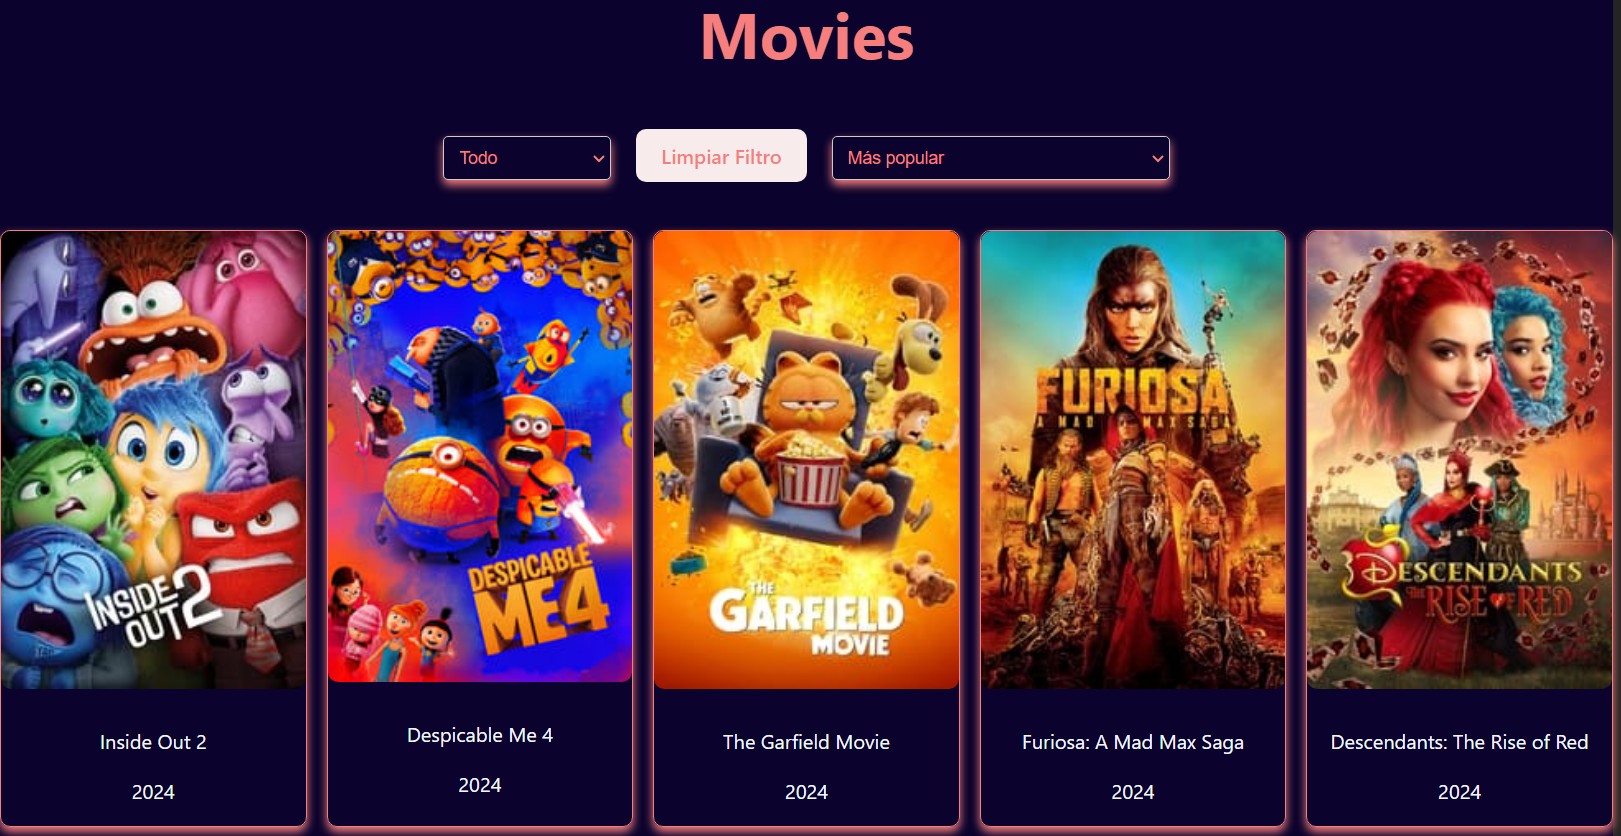 Movies
Todo
Limpiar Filtro
Más popular
INSIDE
OUT 2
DESPICABLE
ME 4
THE
GARFIELD
MOVIE
FURIOSA
A MAD MAX SAGA
DESCENDANTS
THE RISE OF RED
Inside Out 2
2024
Despicable Me 4
2024
The Garfield Movie
2024
Furiosa: A Mad Max Saga
2024
Descendants: The Rise of Red
2024